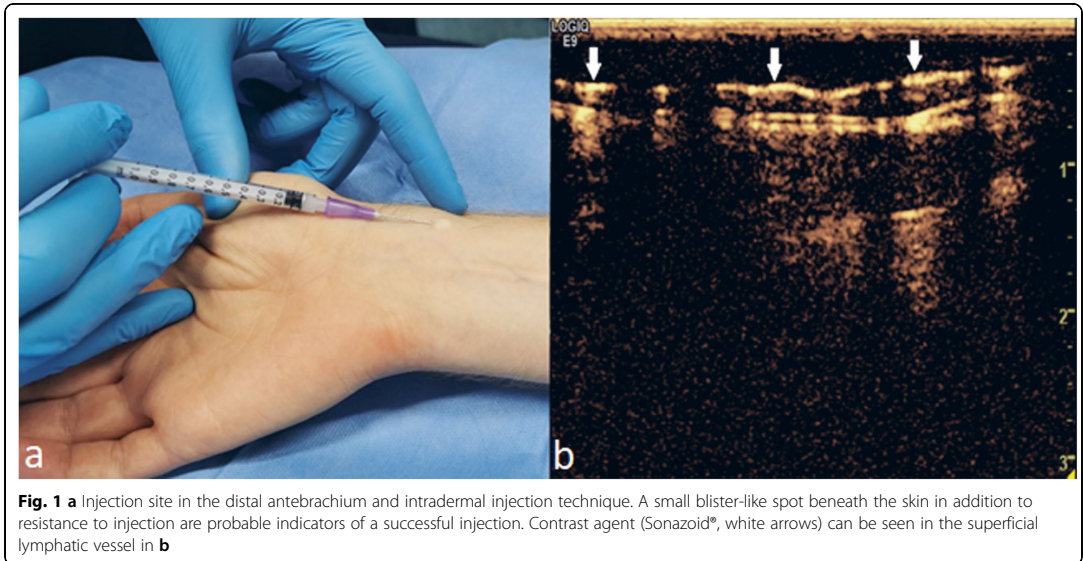 LOGIQ
E9
1
2
3
a
b
Fig. 1 a Injection site in the distal antebrachium and intradermal injection technique. A small blister-like spot beneath the skin in addition to
resistance to injection are probable indicators of a successful injection. Contrast agent (Sonazoid®, white arrows) can be seen in the superficial
lymphatic vessel in b